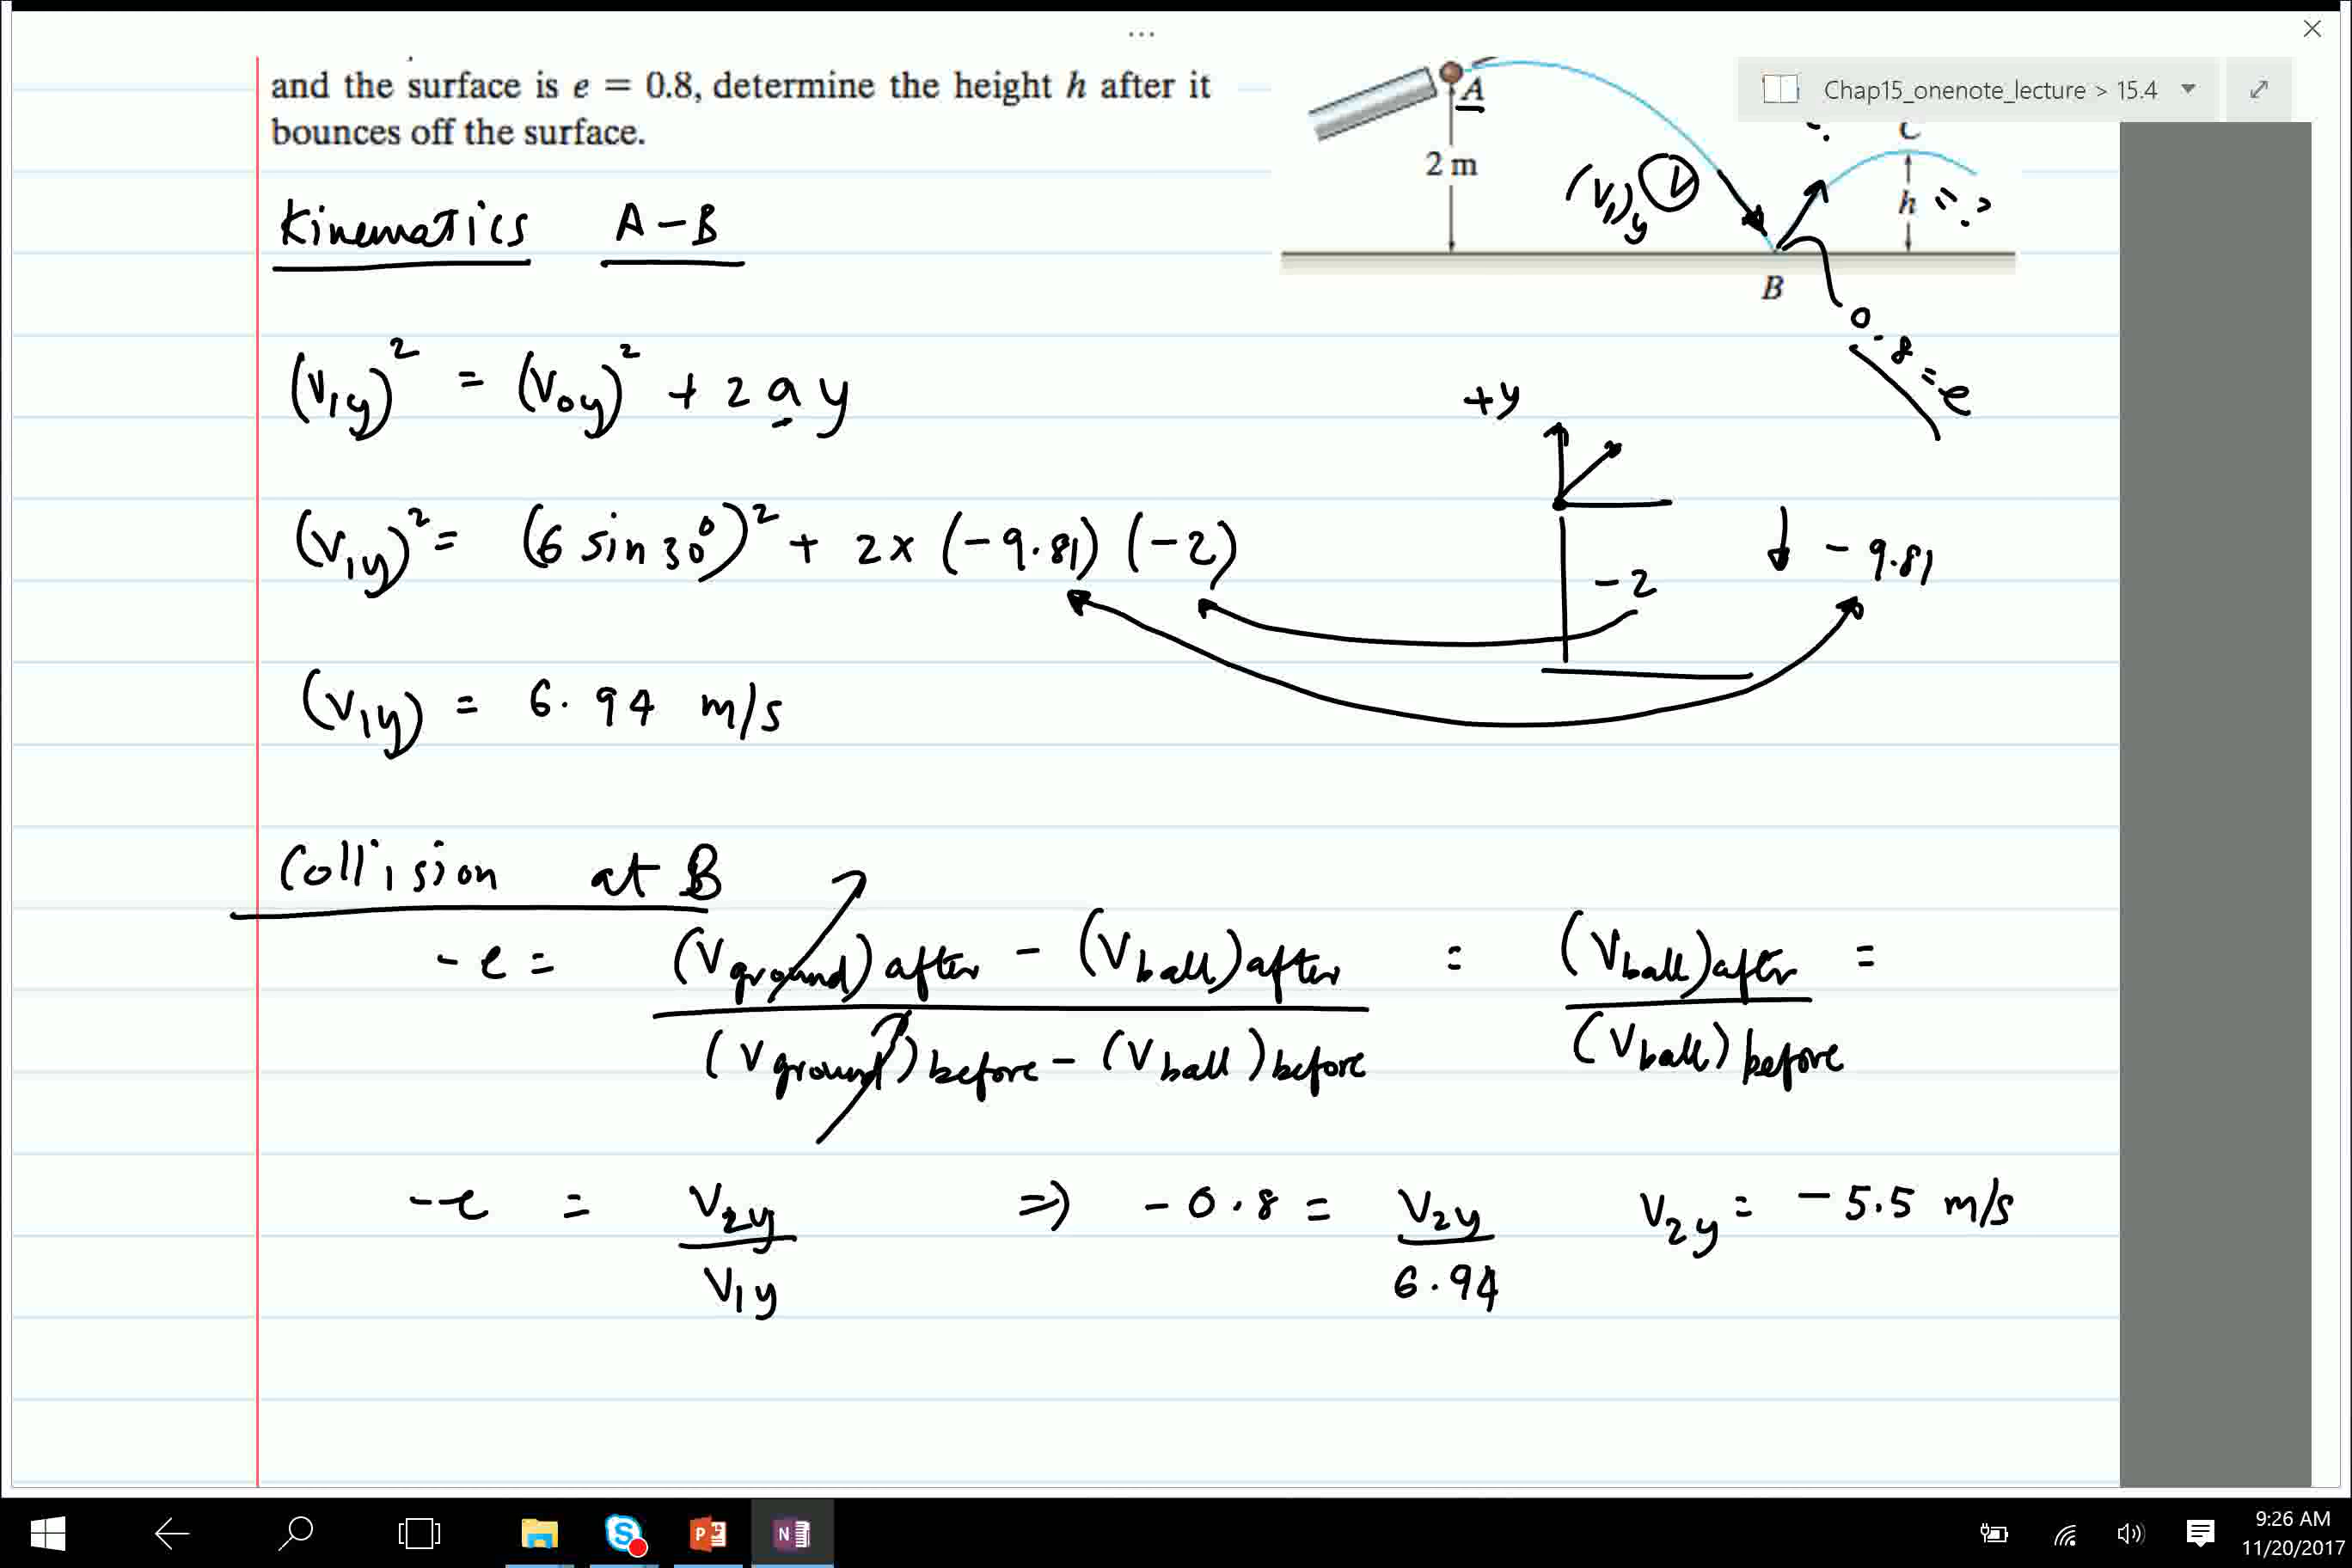 ...
and the surface is e = 0.8, determine the height h after it
bounces off the surface.
Chap15_onenote_lecture > 15.4
A
2 m
(V₁)y
C
h = ?
B
0.8 = e
Kinematics A-B
(V₁y)² = (V₀y)² + 2 a y
+y
(V₁y)² = (6 sin 30°)² + 2 x (-9.81) (-2)
-2
-9.81
(V₁y) = 6.94 m/s
Collision at B
-e = (Vground) after - (Vball) after / (Vground) before - (Vball) before = (Vball) after / (Vball) before =
-e = V₂y / V₁y => -0.8 = V₂y / 6.94 V₂y = -5.5 m/s
9:26 AM
11/20/2017